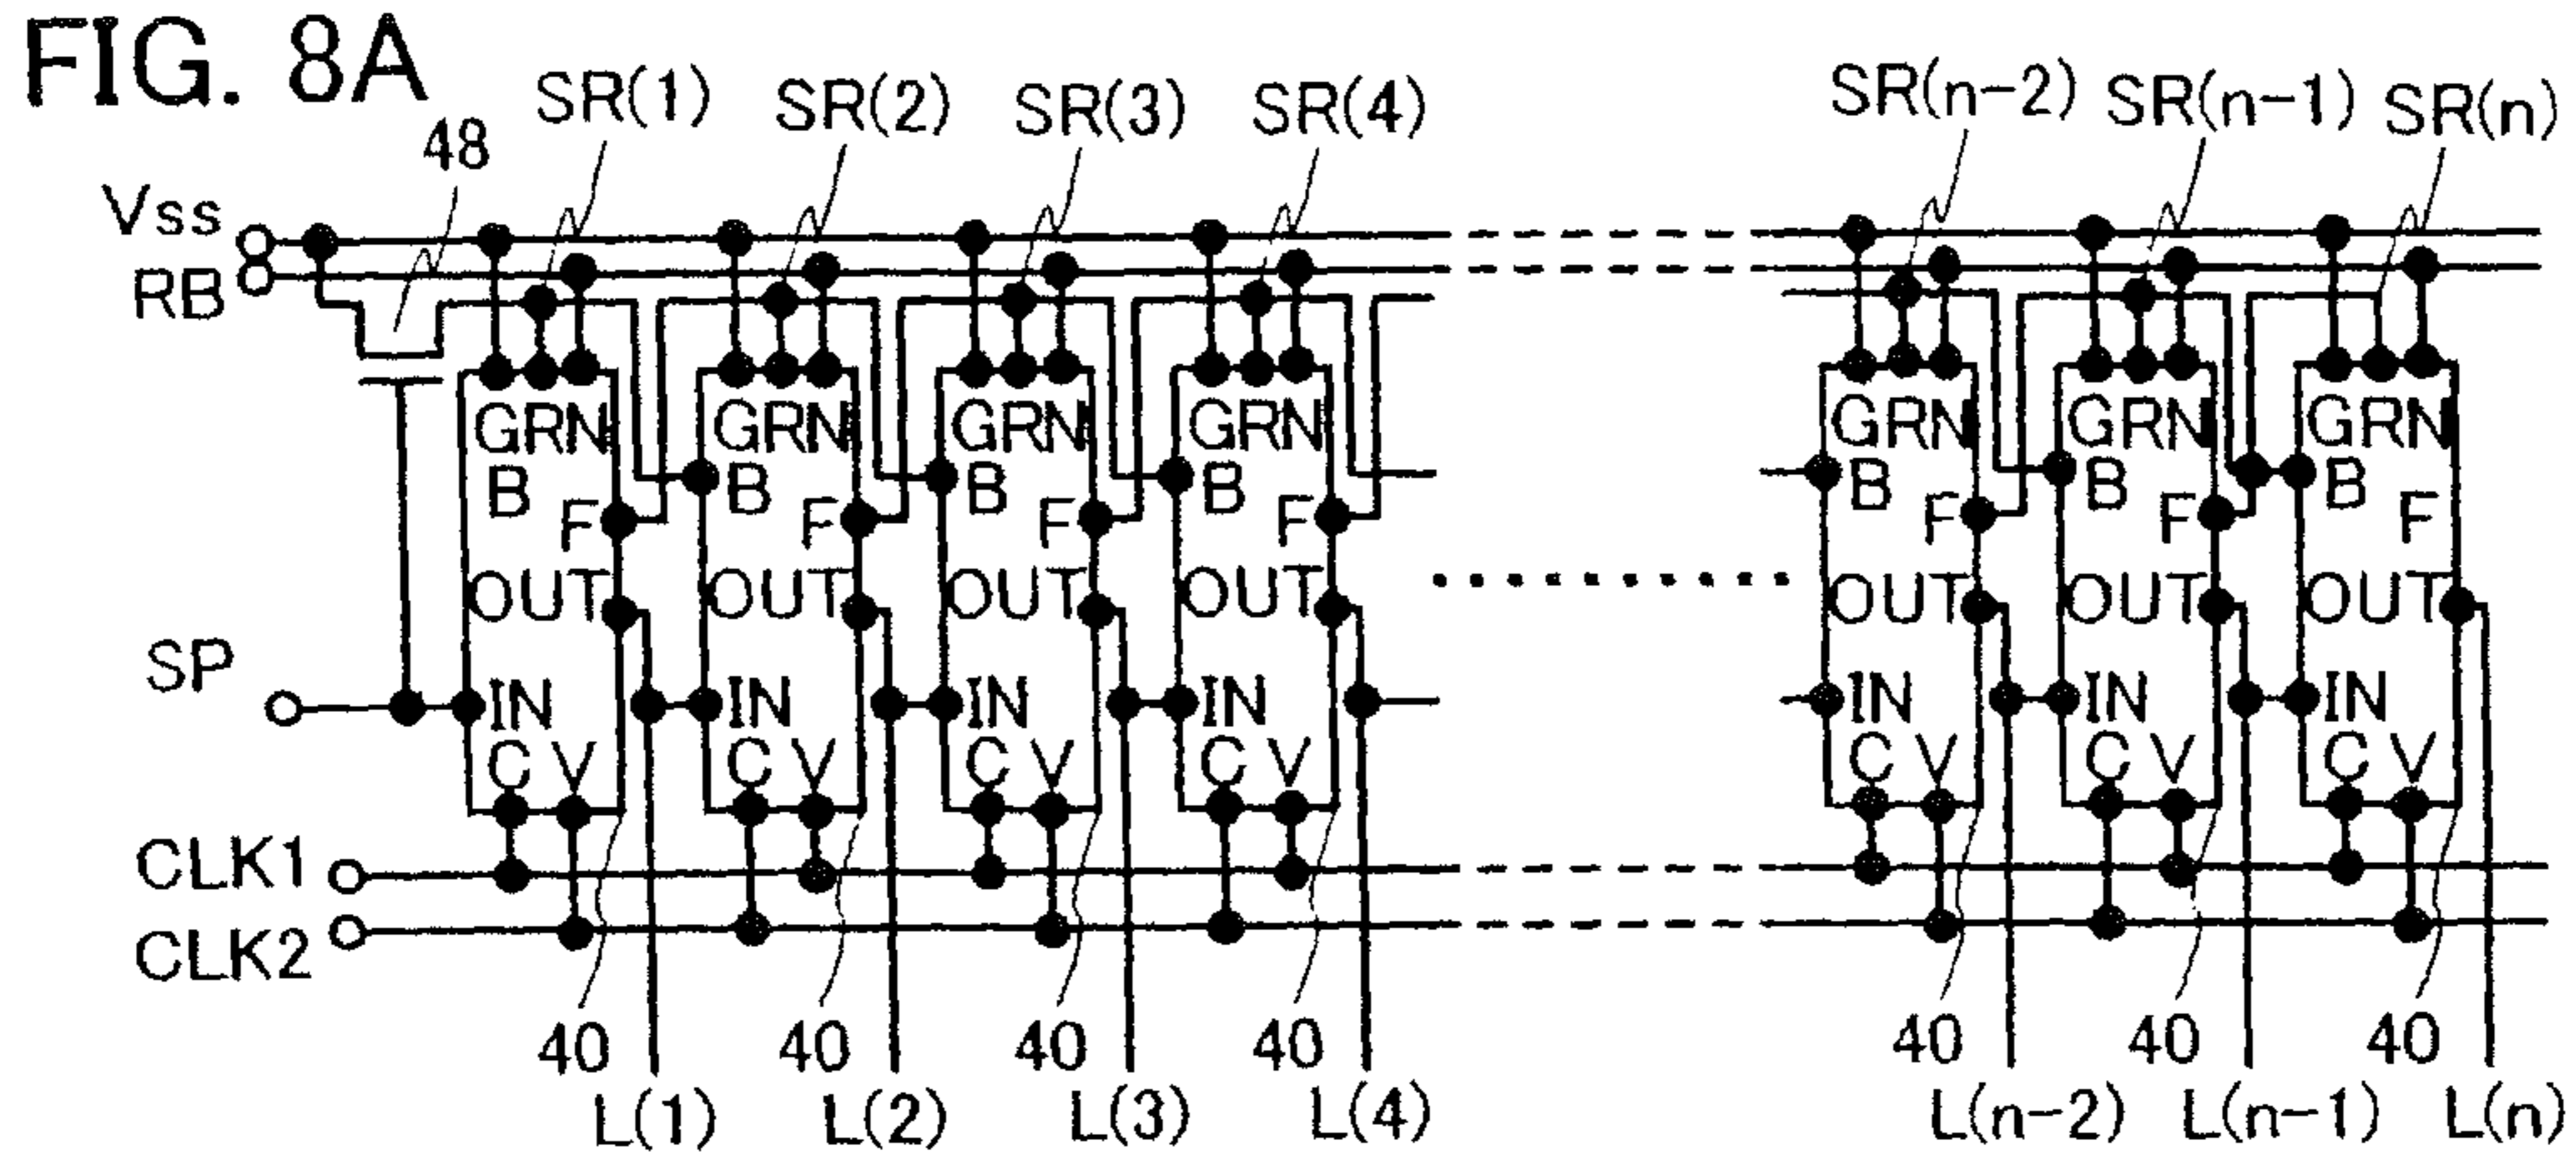 FIG. 8A
48 SR(1) SR(2) SR(3) SR(4) SR(n-2) SR(n-1) SR(n)
Vss
RB
GRN GRN GRN GRN GRN GRN GRN
B B B B B B B
F F F F F F F
OUT OUT OUT OUT OUT OUT OUT
SP
IN IN IN IN IN IN IN
C V C V C V C V C V C V C V
CLK1
CLK2
40 40 40 40 40 40 40
L(1) L(2) L(3) L(4) L(n-2) L(n-1) L(n)